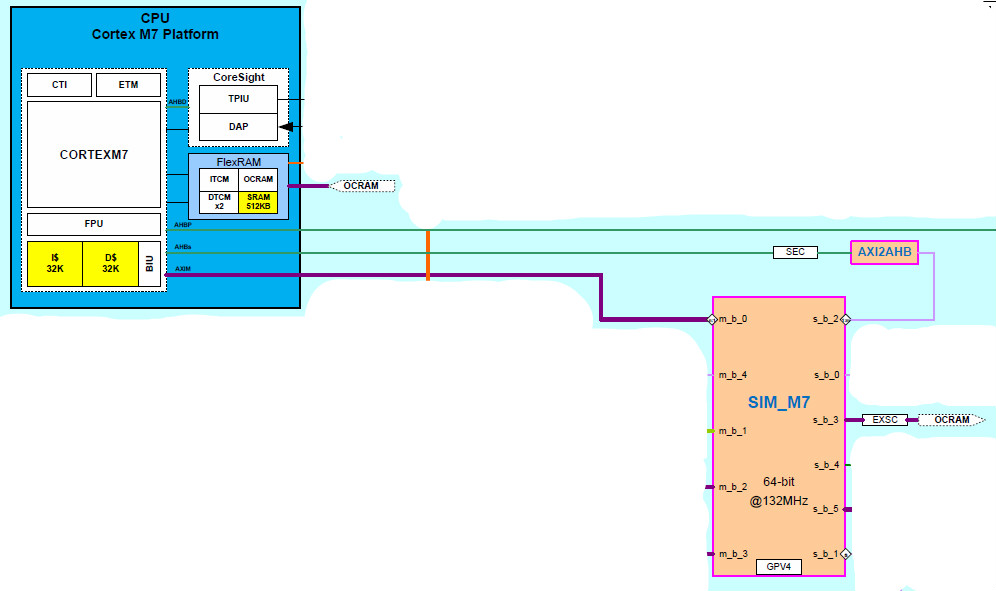 CPU
Cortex M7 Platform
CTI
ETM
CORTEXM7
FPU
I$
32K
D$
32K
BIU
AHBD
CoreSight
TPIU
DAP
FlexRAM
ITCM
OCRAM
DTCM
x2
SRAM
512KB
OCRAM
AHBP
AHBs
AXIM
SEC
AXI2AHB
m_b_0
s_b_2
m_b_4
s_b_0
SIM_M7
m_b_1
s_b_3
EXSC
OCRAM
s_b_4
m_b_2
64-bit
@132MHz
s_b_5
m_b_3
s_b_1
GPV4